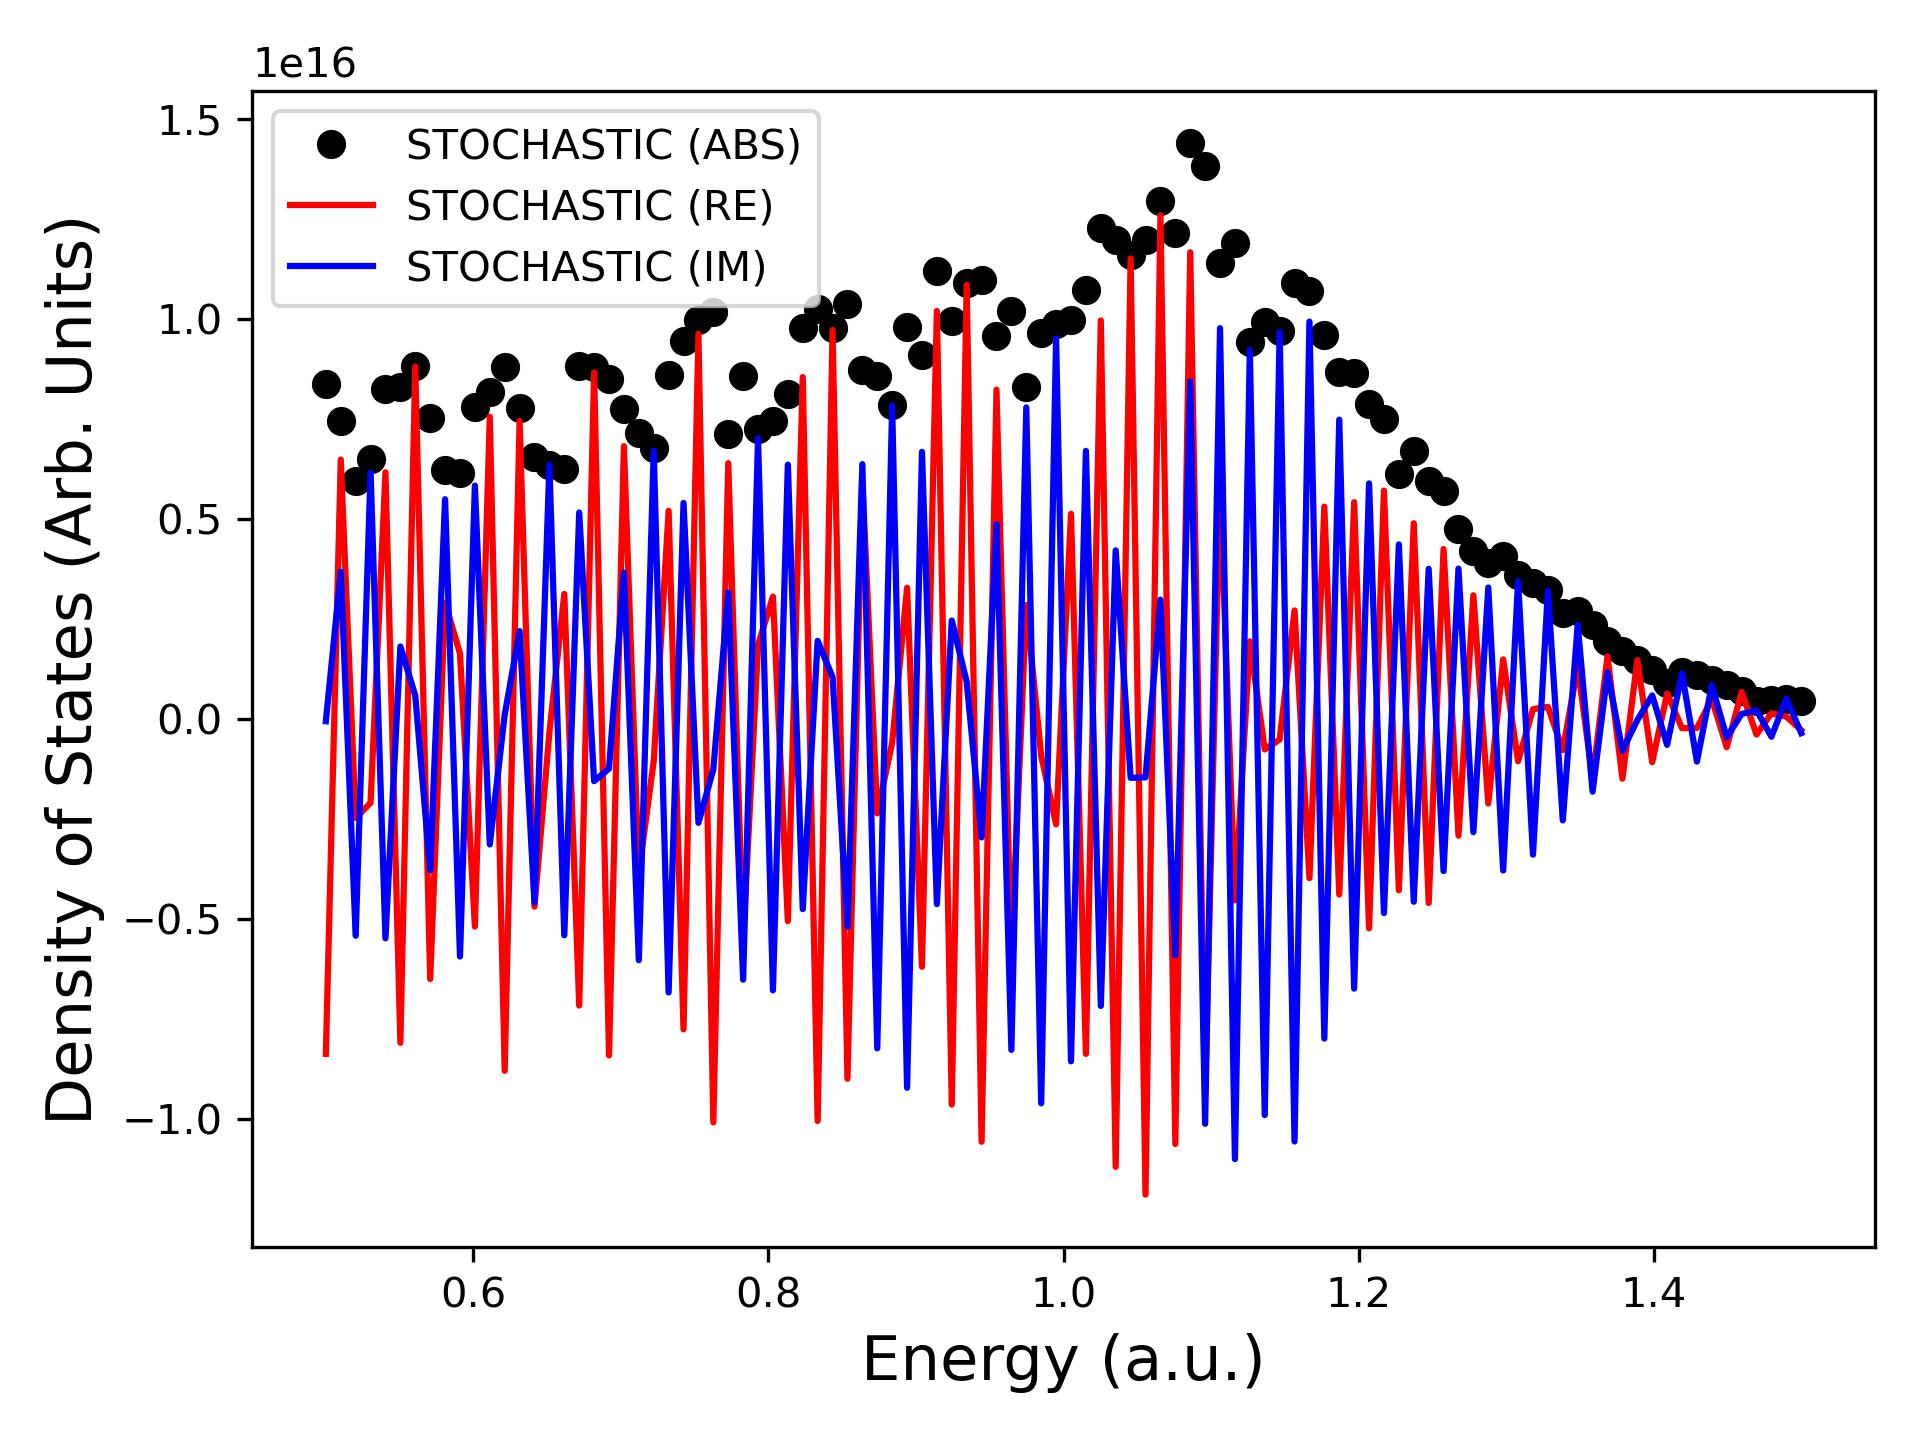 1e16
1.5
1.0
0.5
0.0
−0.5
−1.0
STOCHASTIC (ABS)
STOCHASTIC (RE)
STOCHASTIC (IM)
Density of States (Arb. Units)
0.6 0.8 1.0 1.2 1.4
Energy (a.u.)